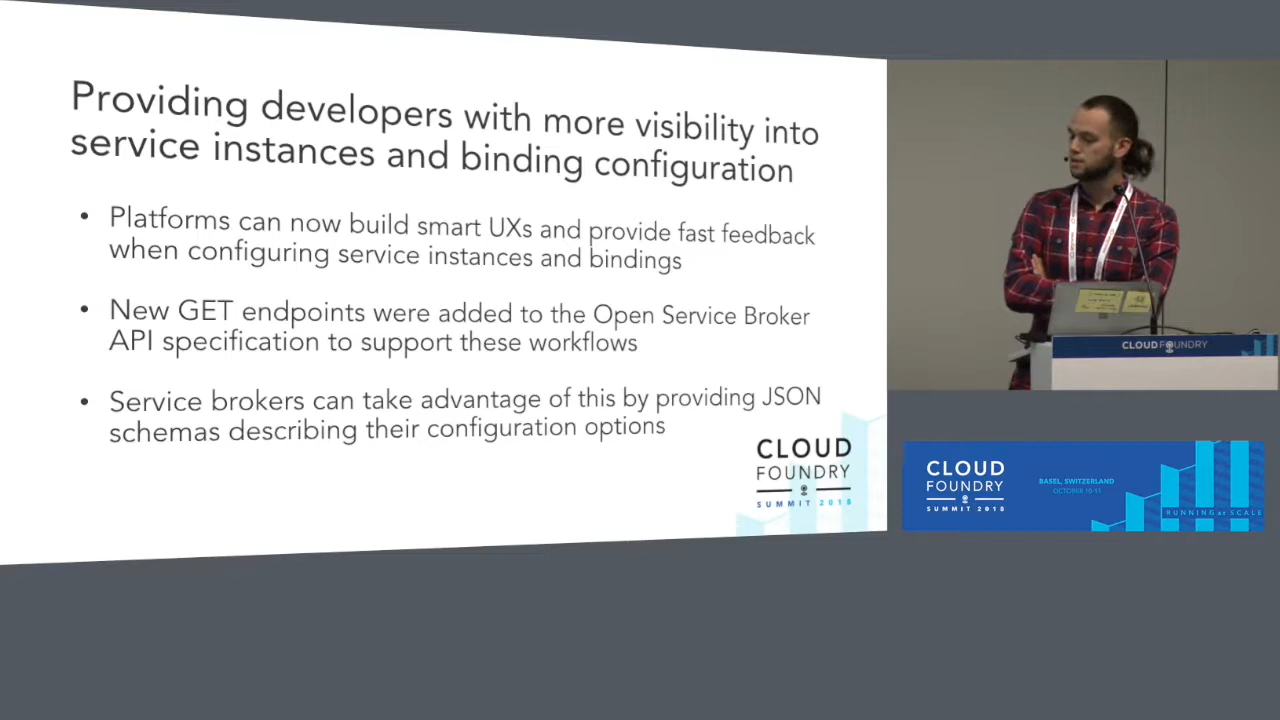 Providing developers with more visibility into
service instances and binding configuration
• Platforms can now build smart UXs and provide fast feedback
when configuring service instances and bindings
• New GET endpoints were added to the Open Service Broker
API specification to support these workflows
• Service brokers can take advantage of this by providing JSON
schemas describing their configuration options
CLOUD
FOUNDRY
SUMMIT 2018
CLOUD FOUNDRY
CLOUD
FOUNDRY
SUMMIT 2018
BASEL, SWITZERLAND
OCTOBER 10-11
RUNNING AT SCALE